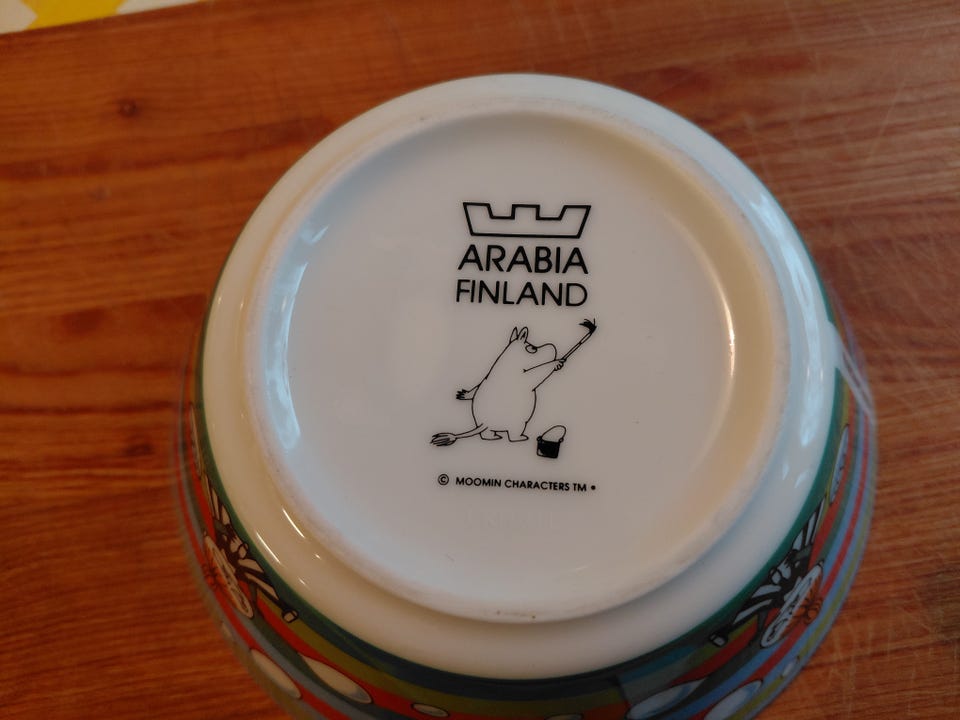 ARABIA
FINLAND
© MOOMIN CHARACTERS TM •